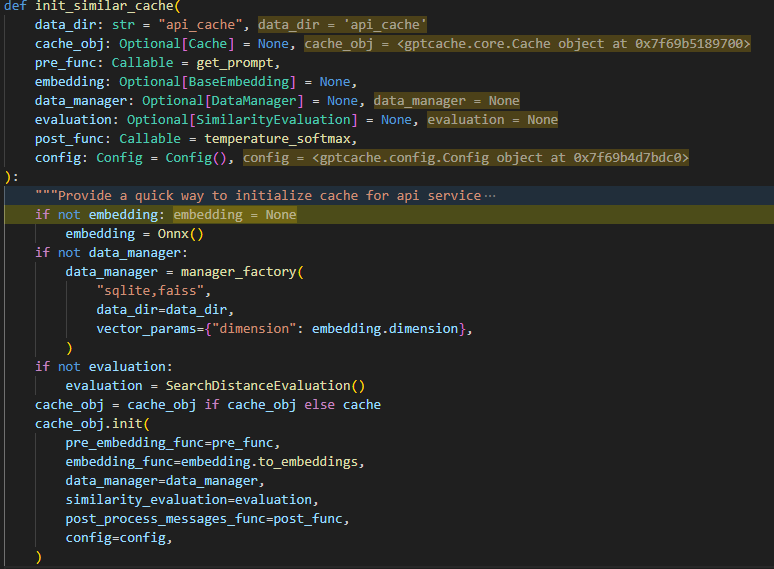 def init_similar_cache(
    data_dir: str = "api_cache", data_dir = 'api_cache'
    cache_obj: Optional[Cache] = None, cache_obj = <gptcache.core.Cache object at 0x7f69b5189700>
    pre_func: Callable = get_prompt,
    embedding: Optional[BaseEmbedding] = None,
    data_manager: Optional[DataManager] = None, data_manager = None
    evaluation: Optional[SimilarityEvaluation] = None, evaluation = None
    post_func: Callable = temperature_softmax,
    config: Config = Config(), config = <gptcache.config.Config object at 0x7f69b4d7bdc0>
):
    """Provide a quick way to initialize cache for api service…
    if not embedding: embedding = None
        embedding = Onnx()
    if not data_manager:
        data_manager = manager_factory(
            "sqlite,faiss",
            data_dir=data_dir,
            vector_params={"dimension": embedding.dimension},
        )
    if not evaluation:
        evaluation = SearchDistanceEvaluation()
    cache_obj = cache_obj if cache_obj else cache
    cache_obj.init(
        pre_embedding_func=pre_func,
        embedding_func=embedding.to_embeddings,
        data_manager=data_manager,
        similarity_evaluation=evaluation,
        post_process_messages_func=post_func,
        config=config,
    )